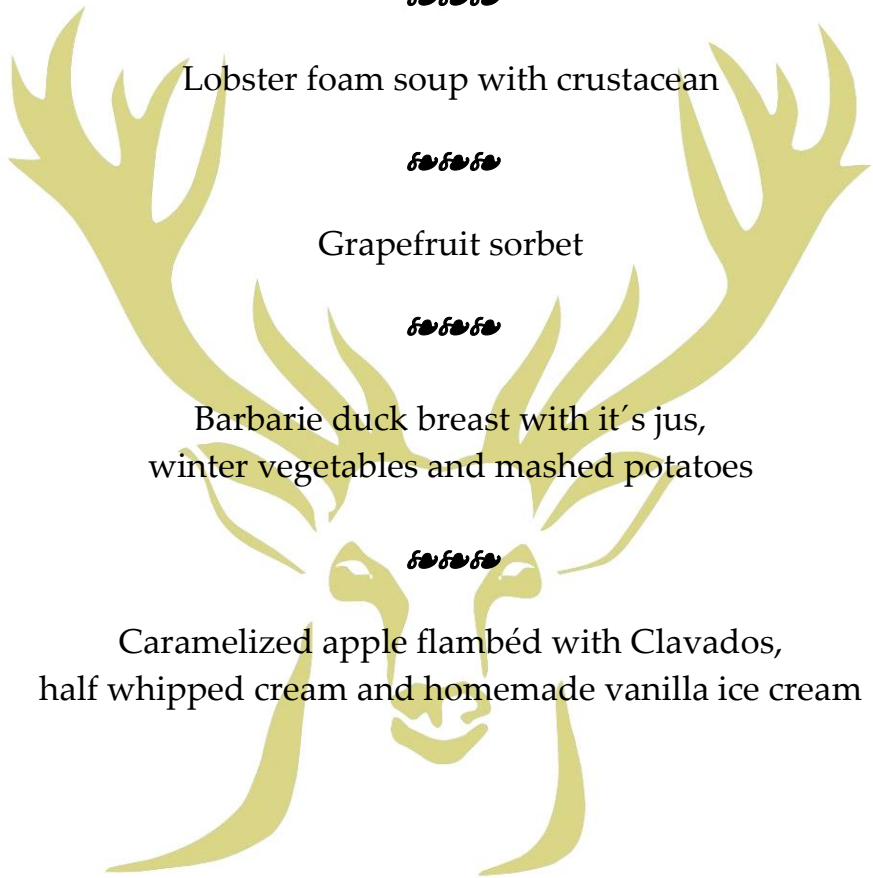 Lobster foam soup with crustacean
Grapefruit sorbet
Barbarie duck breast with it´s jus,
winter vegetables and mashed potatoes
Caramelized apple flambéd with Clavados,
half whipped cream and homemade vanilla ice cream